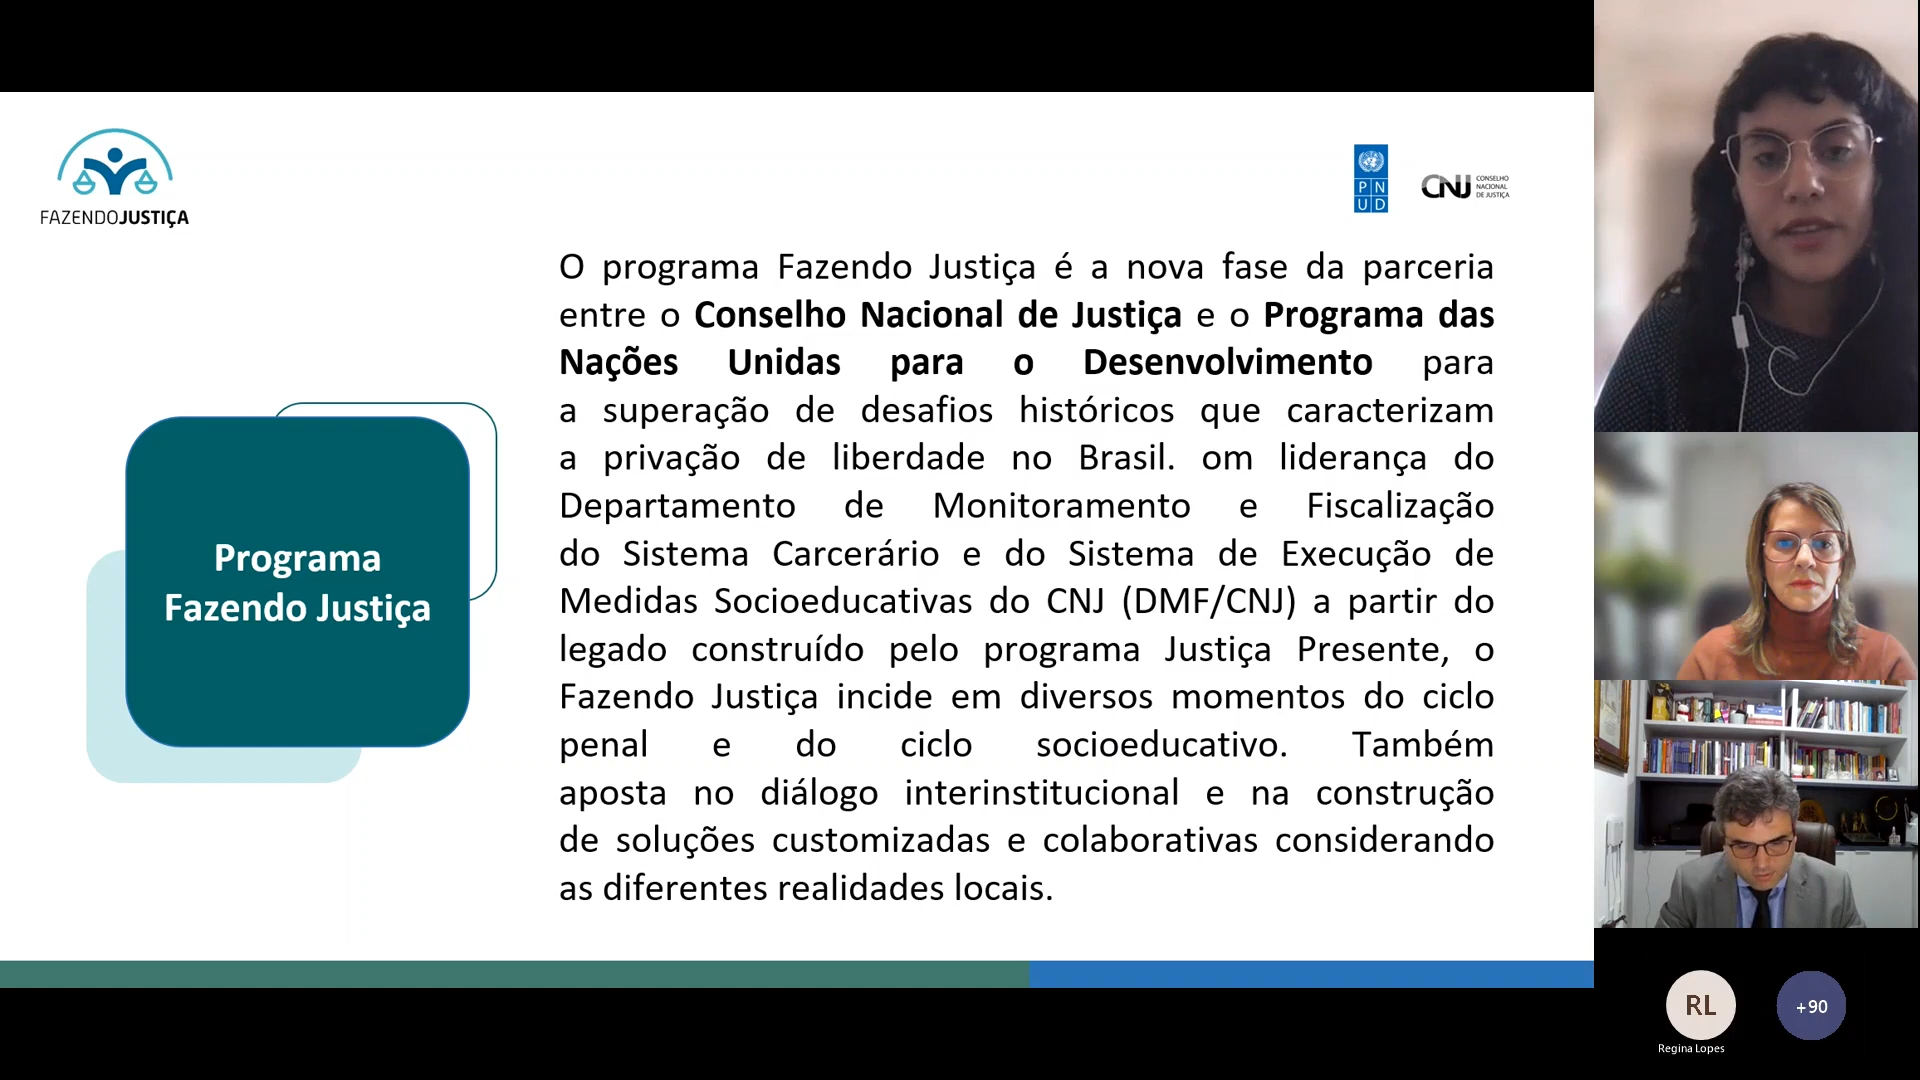 FAZENDOJUSTIÇA
P N
U D
CNJ
CONSELHO
NACIONAL
DE JUSTIÇA
Programa
Fazendo Justiça
O programa Fazendo Justiça é a nova fase da parceria
entre o Conselho Nacional de Justiça e o Programa das
Nações Unidas para o Desenvolvimento para
a superação de desafios históricos que caracterizam
a privação de liberdade no Brasil. om liderança do
Departamento de Monitoramento e Fiscalização
do Sistema Carcerário e do Sistema de Execução de
Medidas Socioeducativas do CNJ (DMF/CNJ) a partir do
legado construído pelo programa Justiça Presente, o
Fazendo Justiça incide em diversos momentos do ciclo
penal e do ciclo socioeducativo. Também
aposta no diálogo interinstitucional e na construção
de soluções customizadas e colaborativas considerando
as diferentes realidades locais.
RL
+90
Regina Lopes